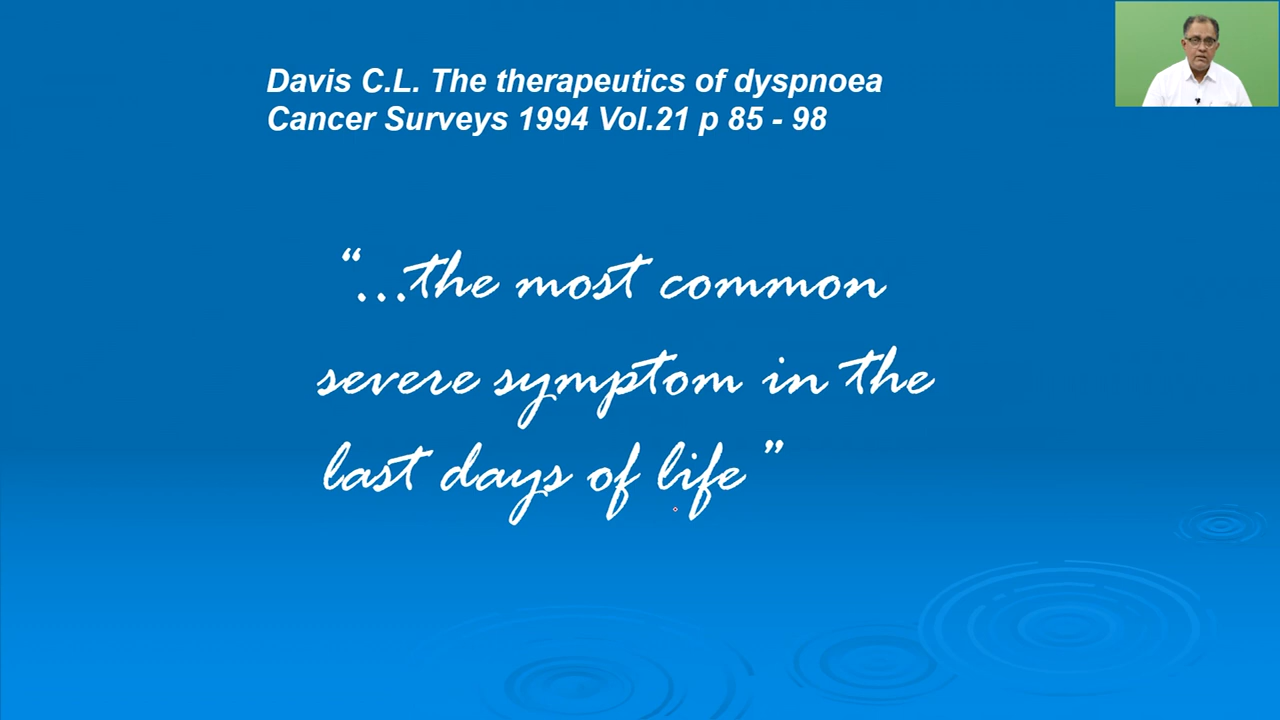 Davis C.L. The therapeutics of dyspnoea
Cancer Surveys 1994 Vol.21 p 85 - 98
“...the most common
severe symptom in the
last days of life ”